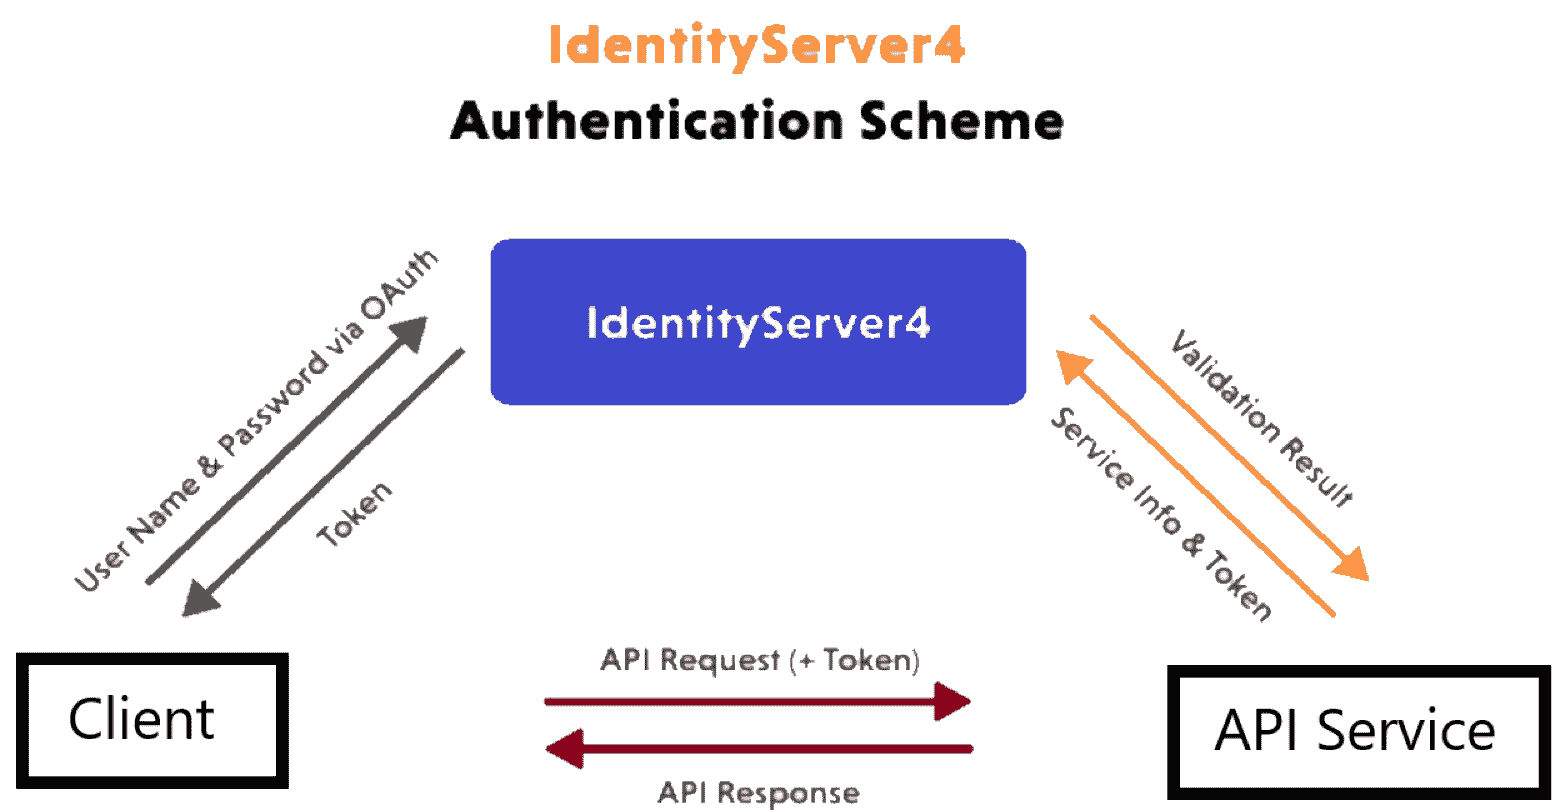 IdentityServer4
Authentication Scheme
IdentityServer4
User Name & Password via OAuth
Token
Validation Result
Service Info & Token
Client
API Request (+ Token)
API Response
API Service